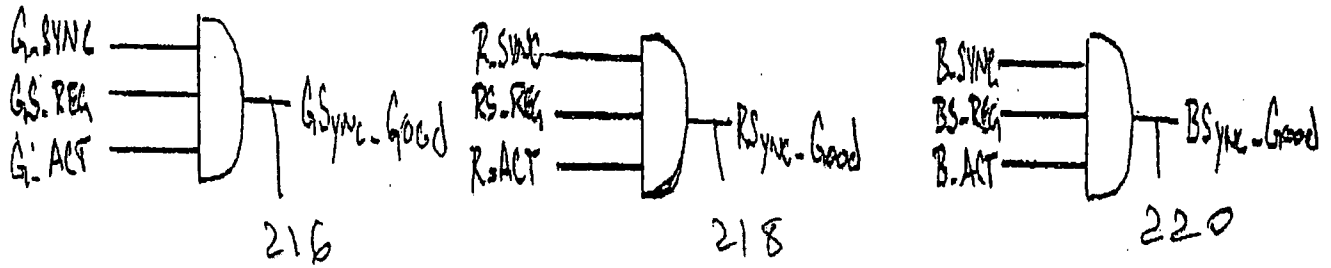 G_SYNC
GS_REG
G_ACT
GSync_Good
216
R_SYNC
RS_REG
R_ACT
RSync_Good
218
B_SYNC
BS_REG
B_ACT
BSync_Good
220